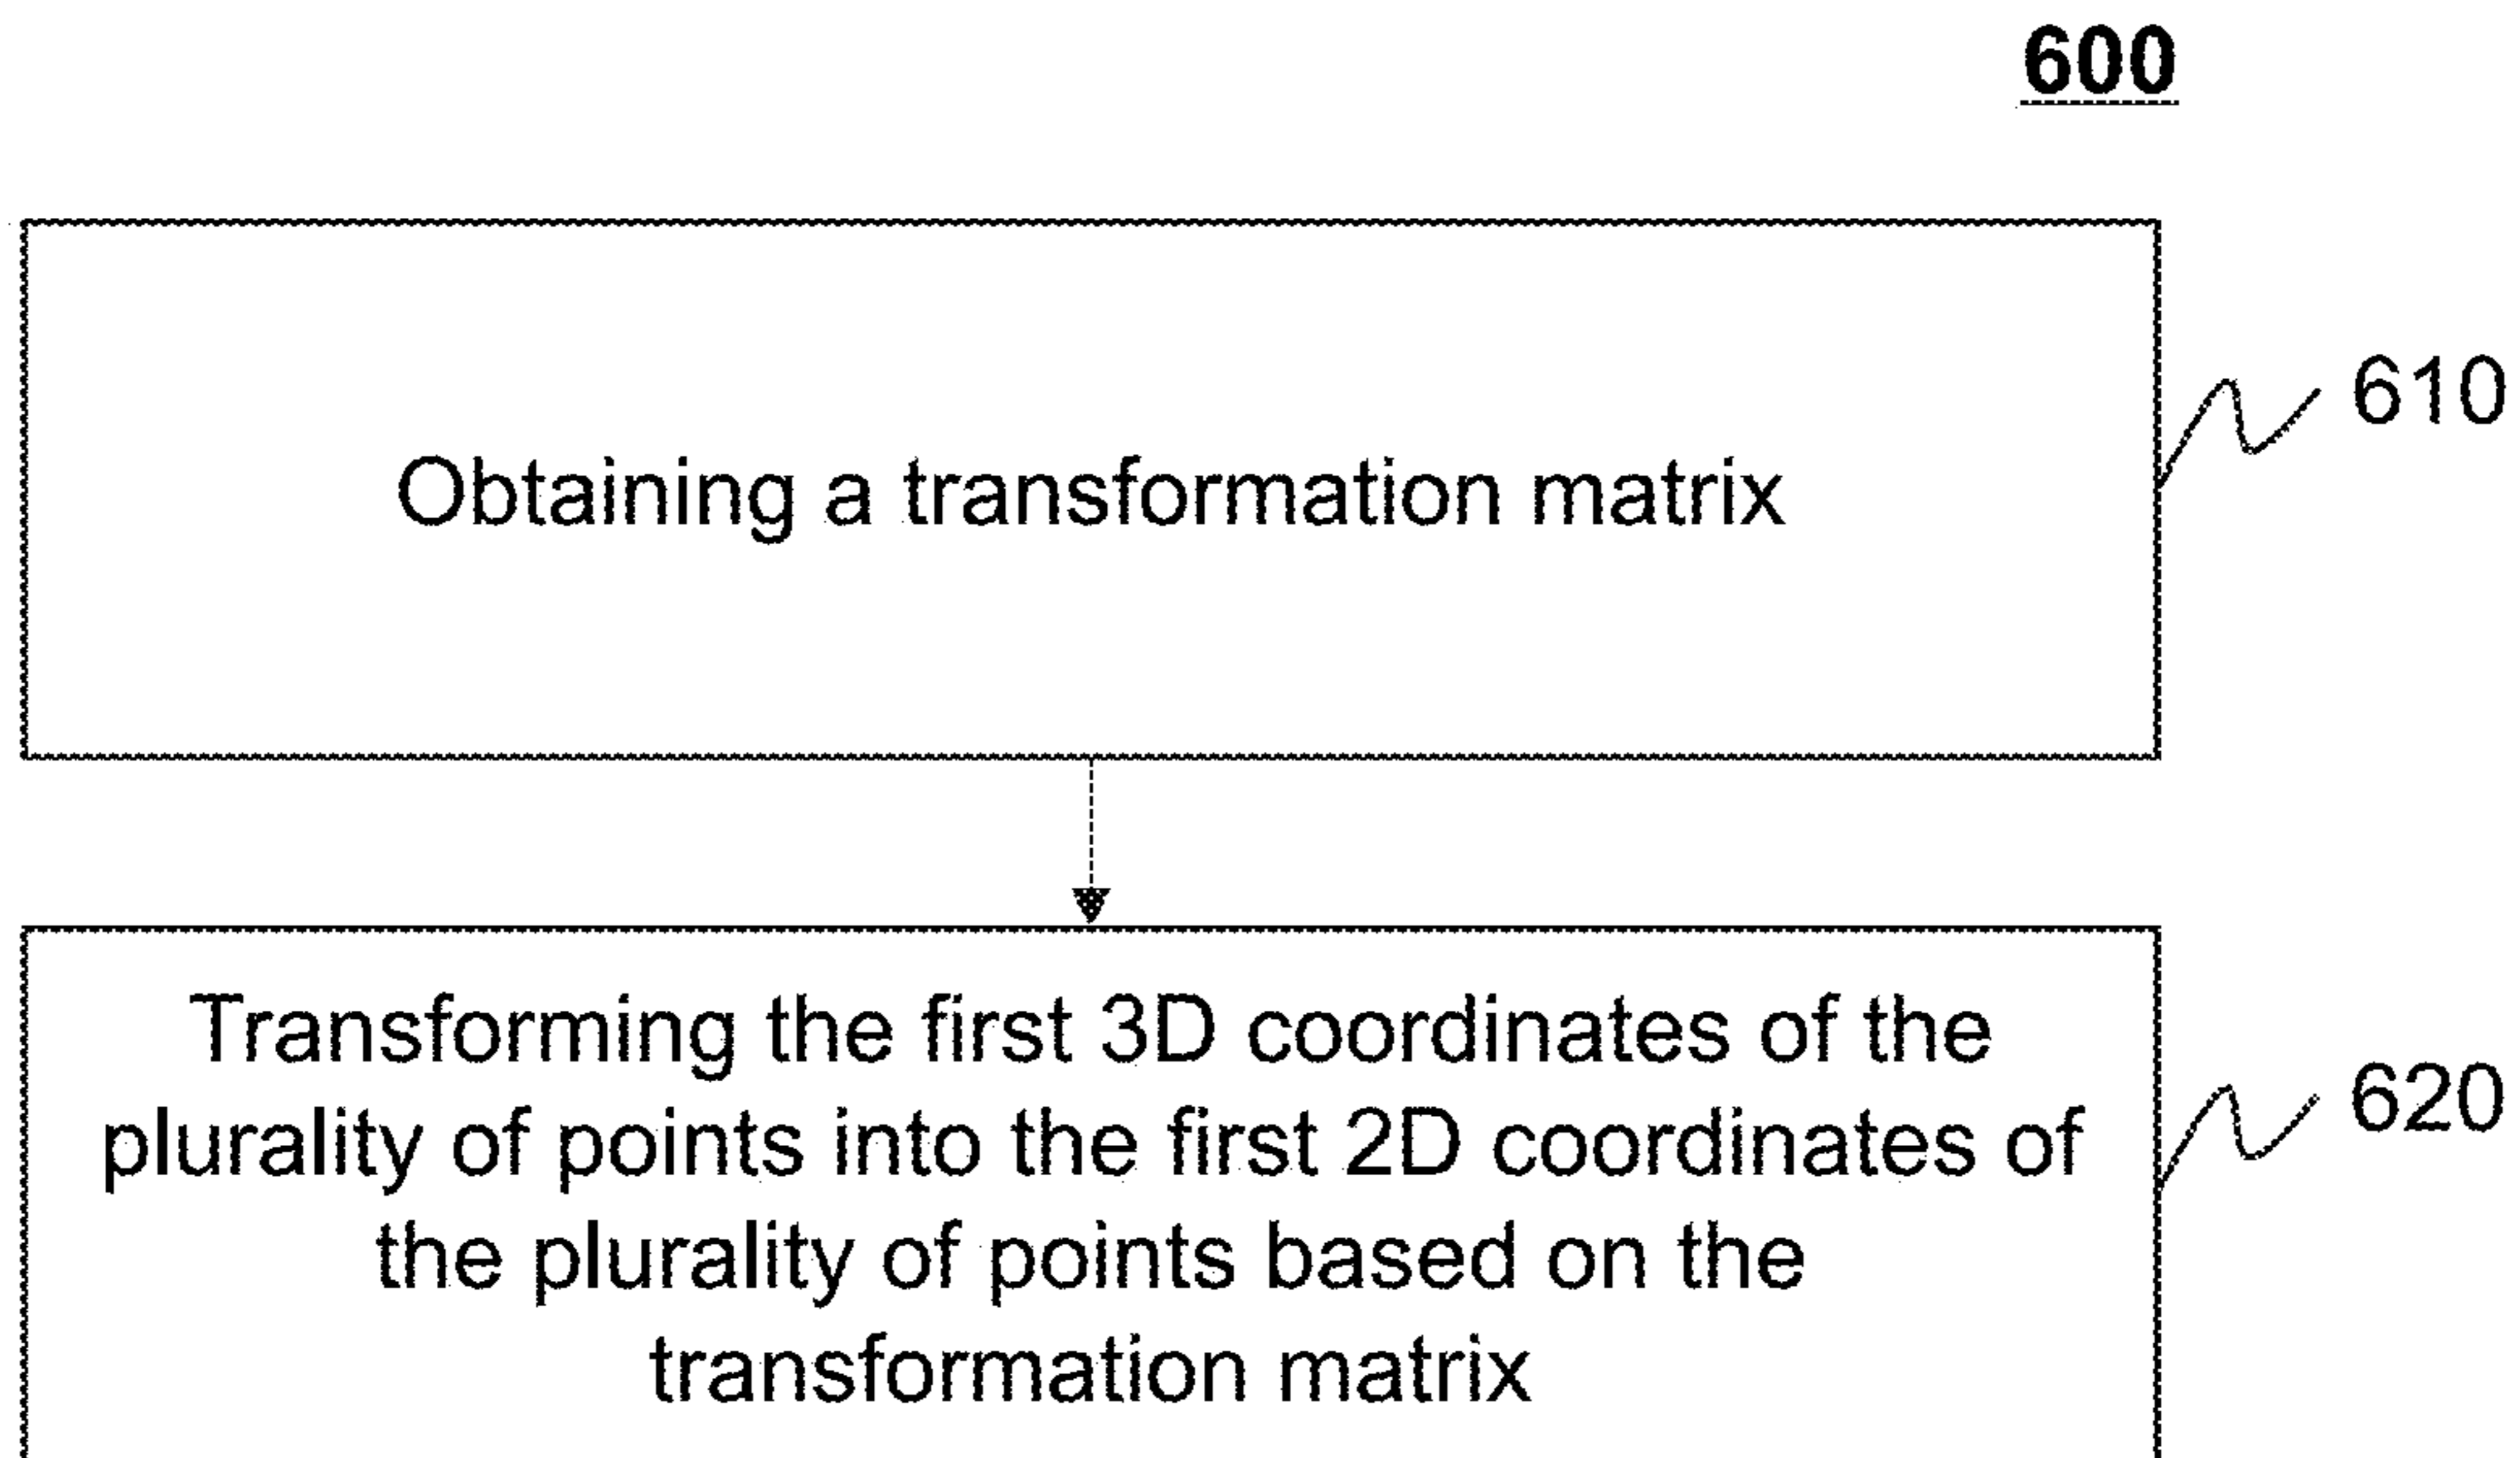 600
Obtaining a transformation matrix
610
Transforming the first 3D coordinates of the
plurality of points into the first 2D coordinates of
the plurality of points based on the
transformation matrix
620